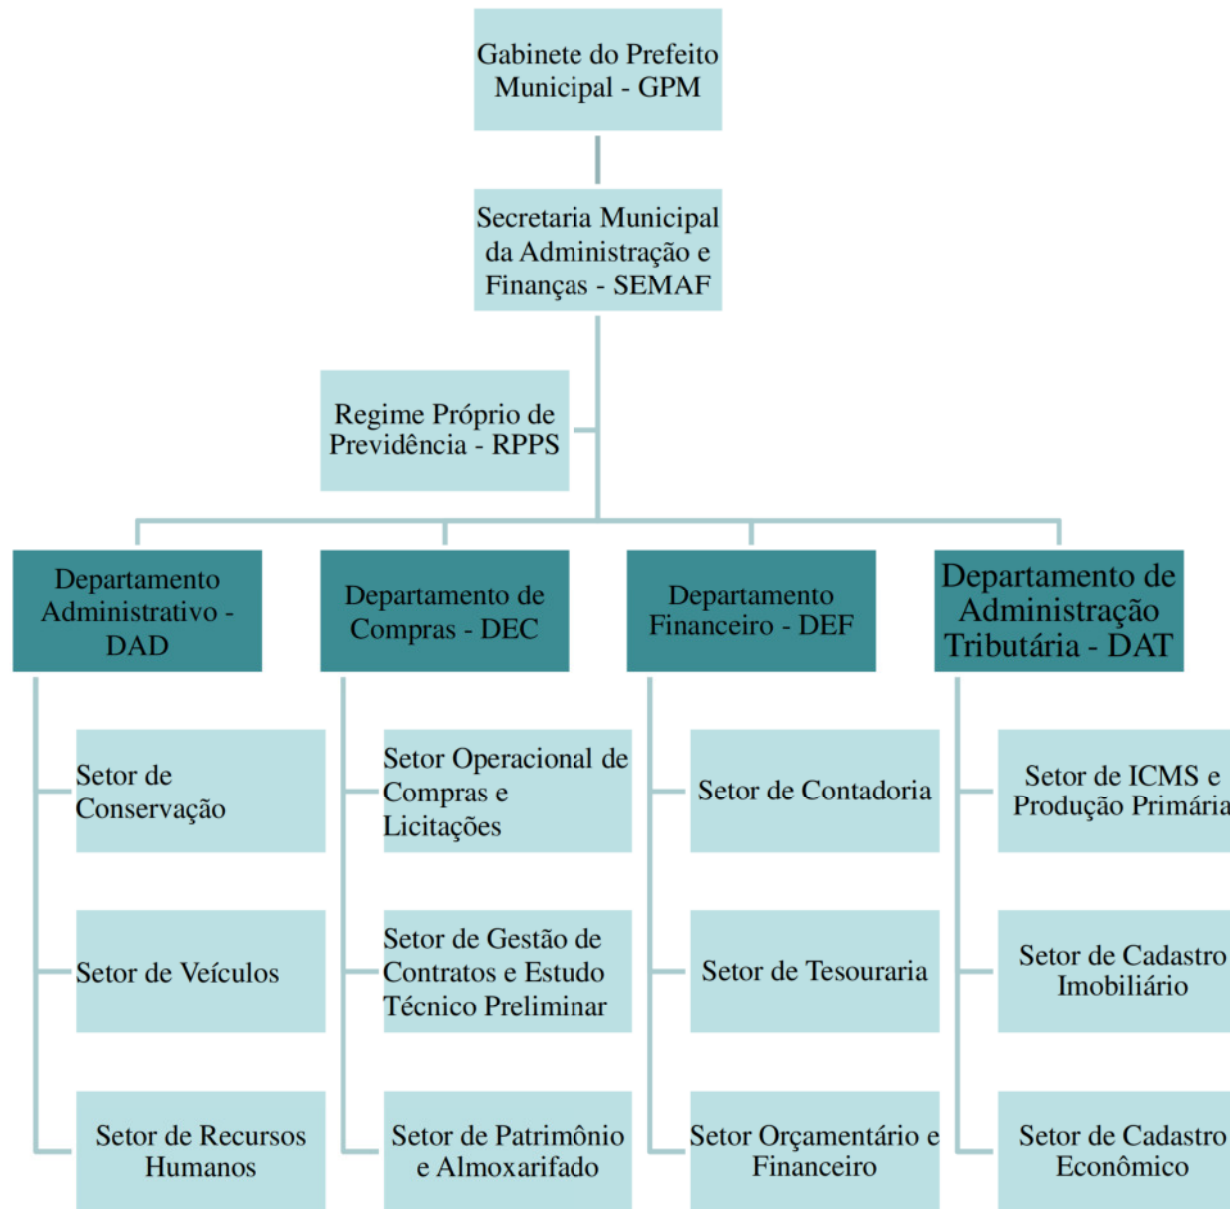 Gabinete do Prefeito
Municipal - GPM
Secretaria Municipal
da Administração e
Finanças - SEMAF
Regime Próprio de
Previdência - RPPS
Departamento
Administrativo -
DAD
Departamento de
Compras - DEC
Departamento
Financeiro - DEF
Departamento de
Administração
Tributária - DAT
Setor de
Conservação
Setor Operacional de
Compras e
Licitações
Setor de Contadoria
Setor de ICMS e
Produção Primária
Setor de Veículos
Setor de Gestão de
Contratos e Estudo
Técnico Preliminar
Setor de Tesouraria
Setor de Cadastro
Imobiliário
Setor de Recursos
Humanos
Setor de Patrimônio
e Almoxarifado
Setor Orçamentário e
Financeiro
Setor de Cadastro
Econômico